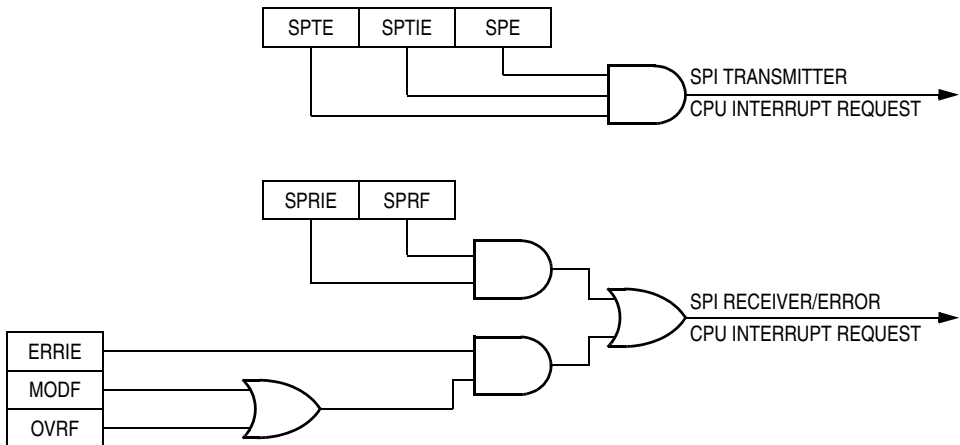 SPTE SPTIE SPE
SPI TRANSMITTER
CPU INTERRUPT REQUEST
SPRIE SPRF
SPI RECEIVER/ERROR
CPU INTERRUPT REQUEST
ERRIE
MODF
OVRF